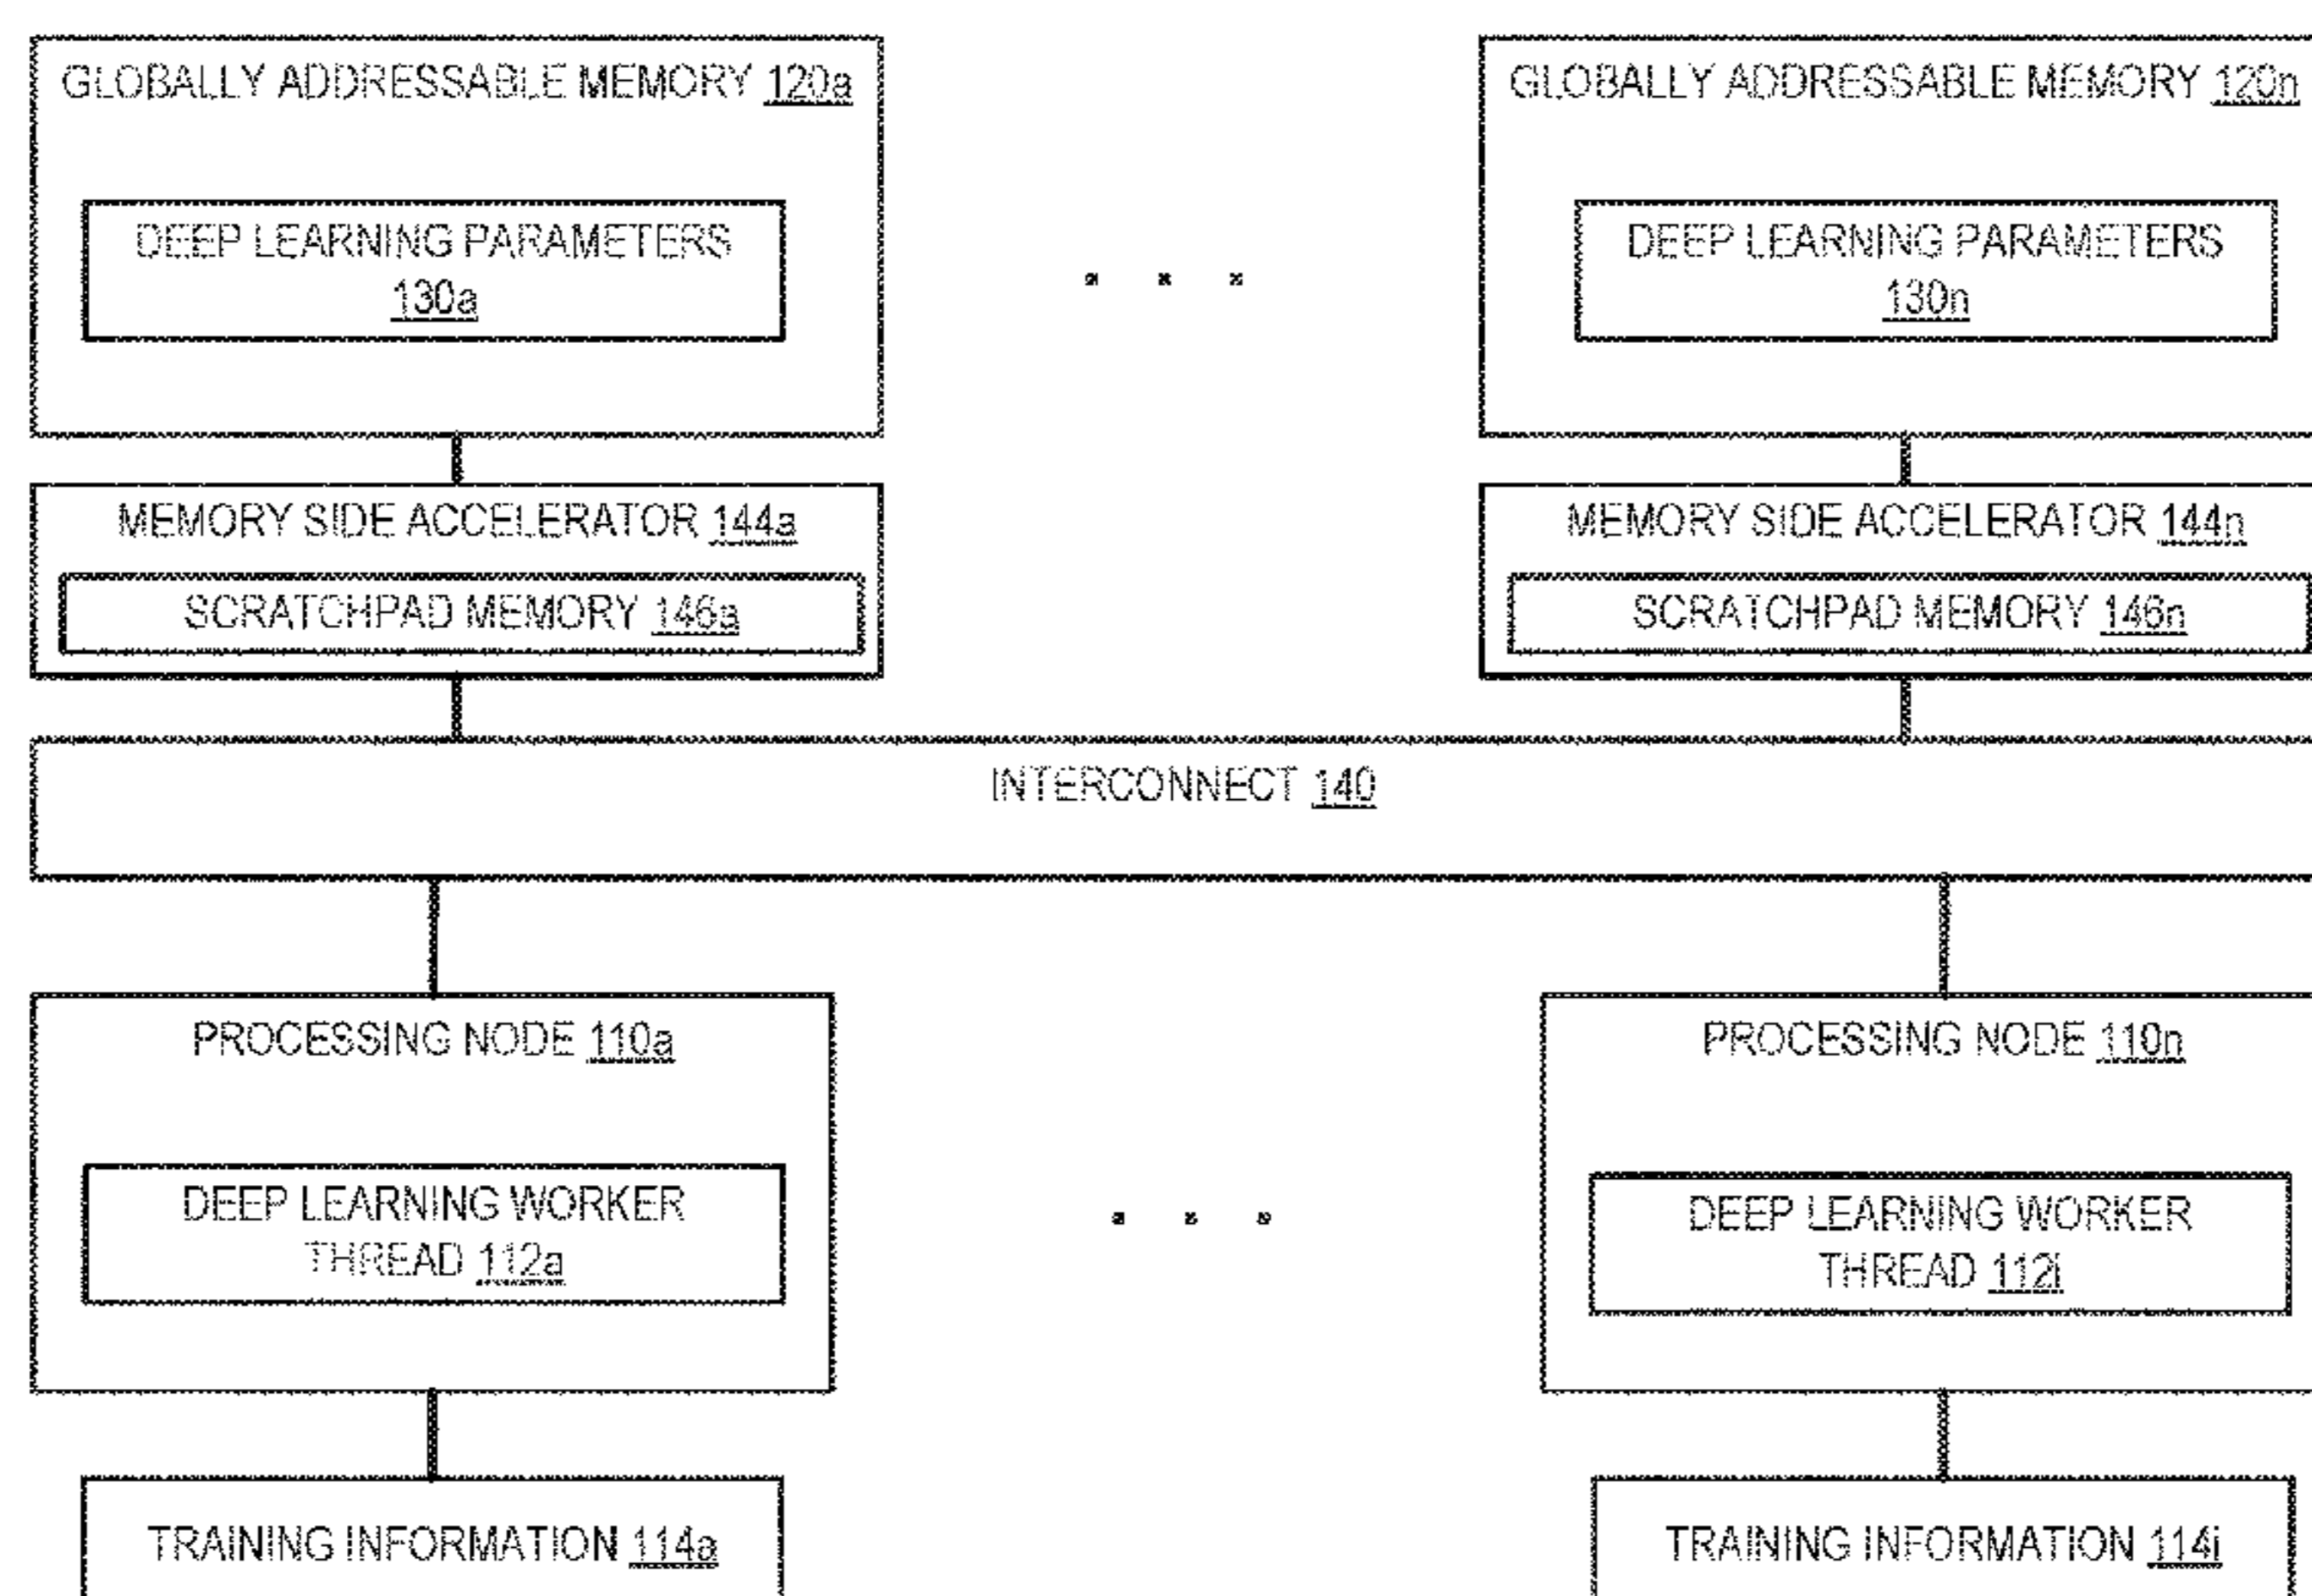 GLOBALLY ADDRESSABLE MEMORY 120a
GLOBALLY ADDRESSABLE MEMORY 120n
DEEP LEARNING PARAMETERS
130a
DEEP LEARNING PARAMETERS
130n
MEMORY SIDE ACCELERATOR 144a
MEMORY SIDE ACCELERATOR 144n
SCRATCHPAD MEMORY 146a
SCRATCHPAD MEMORY 146n
INTERCONNECT 140
PROCESSING NODE 110a
PROCESSING NODE 110n
DEEP LEARNING WORKER
THREAD 112a
DEEP LEARNING WORKER
THREAD 112i
TRAINING INFORMATION 114a
TRAINING INFORMATION 114i